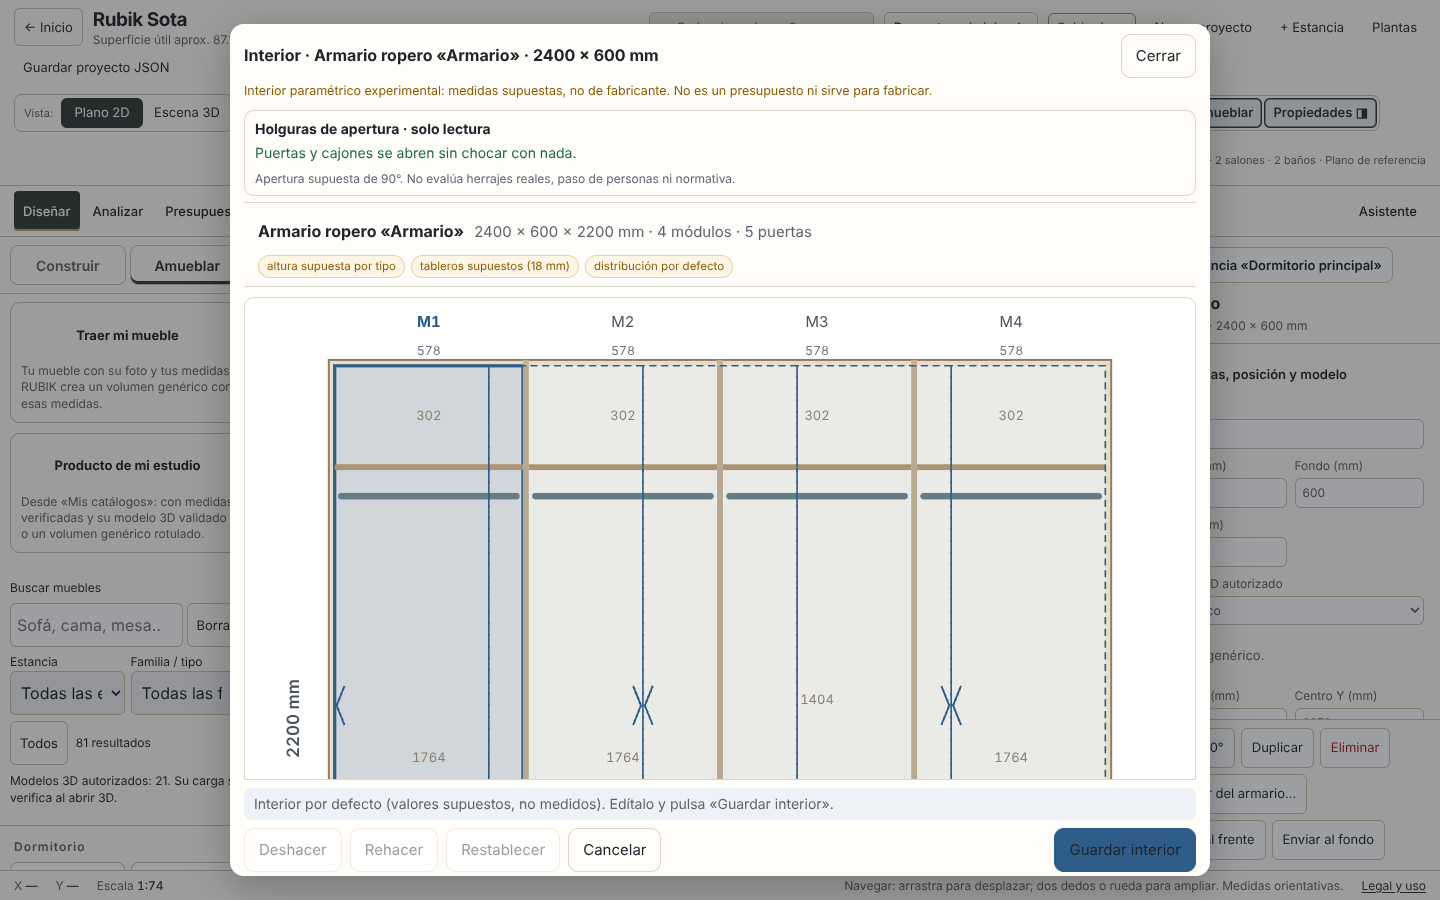 ← Inicio
Rubik Sota
Superficie útil aprox. 87.
royecto
+ Estancia
Plantas
Guardar proyecto JSON
Vista:
Plano 2D
Escena 3D
ueblar
Propiedades
· 2 salones · 2 baños · Plano de referencia
Diseñar
Analizar
Presupues
Asistente
Construir
Amueblar
ncia «Dormitorio principal»
Traer mi mueble
Tu mueble con su foto y tus medidas
RUBIK crea un volumen genérico con
esas medidas.
Producto de mi estudio
Desde «Mis catálogos»: con medidas
verificadas y su modelo 3D validado
o un volumen genérico rotulado.
Buscar muebles
Sofá, cama, mesa..
Borra
Estancia
Familia / tipo
Todas las e
Todas las f
Todos
81 resultados
Modelos 3D autorizados: 21. Su carga s
verifica al abrir 3D.
Dormitorio
Interior · Armario ropero «Armario» · 2400 × 600 mm
Cerrar
Interior paramétrico experimental: medidas supuestas, no de fabricante. No es un presupuesto ni sirve para fabricar.
Holguras de apertura · solo lectura
Puertas y cajones se abren sin chocar con nada.
Apertura supuesta de 90°. No evalúa herrajes reales, paso de personas ni normativa.
Armario ropero «Armario» 2400 × 600 × 2200 mm · 4 módulos · 5 puertas
altura supuesta por tipo
tableros supuestos (18 mm)
distribución por defecto
M1 M2 M3 M4
578 578 578 578
302 302 302 302
2200 mm
1404
1764 1764 1764
Interior por defecto (valores supuestos, no medidos). Edítalo y pulsa «Guardar interior».
Deshacer
Rehacer
Restablecer
Cancelar
Guardar interior
o
· 2400 × 600 mm
as, posición y modelo
m)
Fondo (mm)
600
m)
D autorizado
co
genérico.
(mm)
Centro Y (mm)
0°
Duplicar
Eliminar
r del armario...
l frente
Enviar al fondo
X —
Y —
Escala 1:74
Navegar: arrastra para desplazar; dos dedos o rueda para ampliar. Medidas orientativas.
Legal y uso